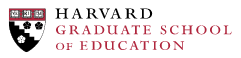 HARVARD
GRADUATE SCHOOL
OF EDUCATION